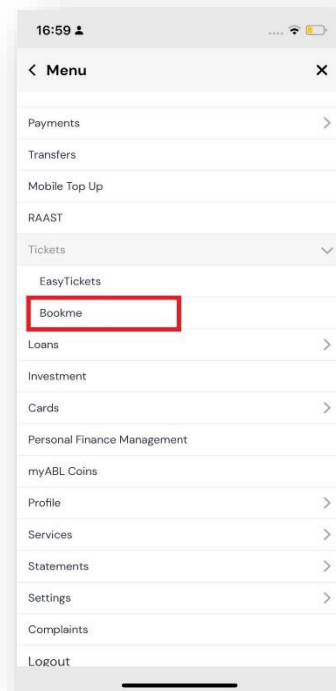 16:59
Menu
Payments
Transfers
Mobile Top Up
RAAST
Tickets
EasyTickets
Bookme
Loans
Investment
Cards
Personal Finance Management
myABL Coins
Profile
Services
Statements
Settings
Complaints
Logout